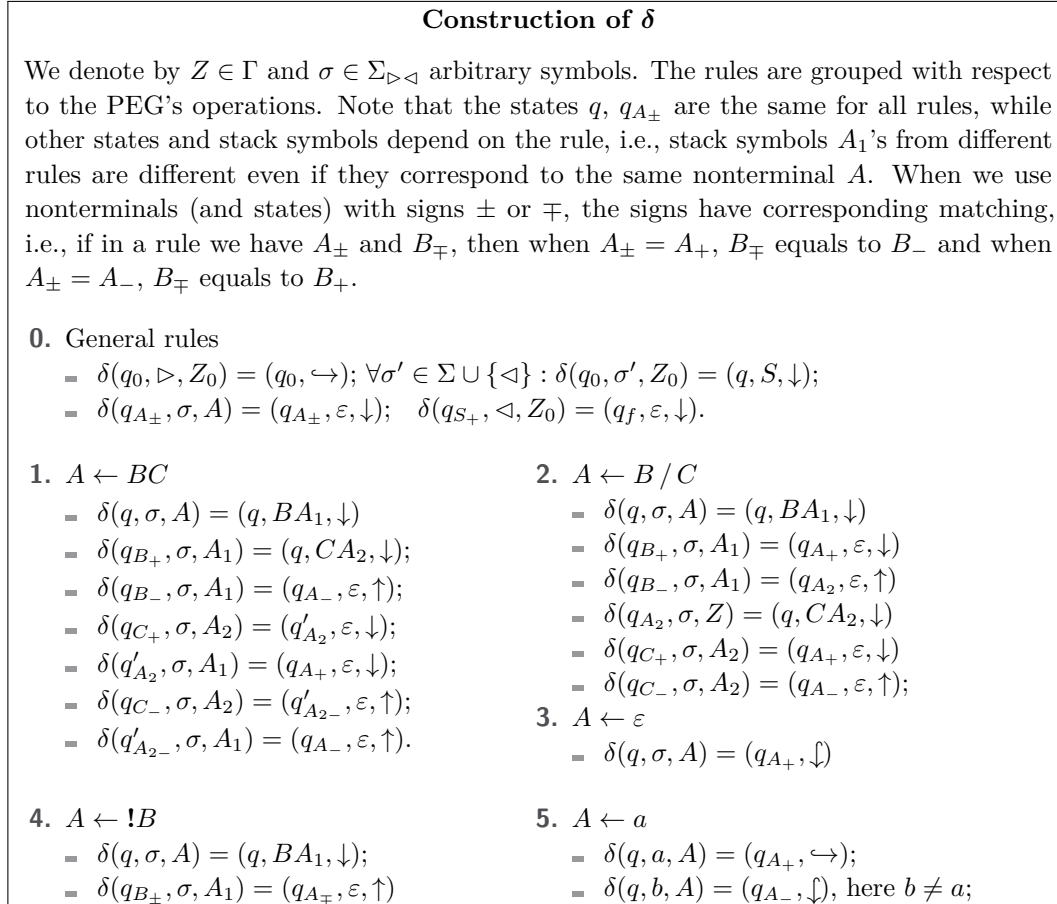 Construction of δ
We denote by Z ∈ Γ and σ ∈ Σ▷◁ arbitrary symbols. The rules are grouped with respect
to the PEG's operations. Note that the states q, q_{A±} are the same for all rules, while
other states and stack symbols depend on the rule, i.e., stack symbols A₁'s from different
rules are different even if they correspond to the same nonterminal A. When we use
nonterminals (and states) with signs ± or ∓, the signs have corresponding matching,
i.e., if in a rule we have A± and B∓, then when A± = A₊, B∓ equals to B₋ and when
A± = A₋, B∓ equals to B₊.
0. General rules
δ(q₀, ▷, Z₀) = (q₀, ↪); ∀σ′ ∈ Σ ∪ {◁} : δ(q₀, σ′, Z₀) = (q, S, ↓);
δ(q_{A±}, σ, A) = (q_{A±}, ε, ↓); δ(q_{S₊}, ◁, Z₀) = (q_f, ε, ↓).
1. A ← BC
δ(q, σ, A) = (q, BA₁, ↓)
δ(q_{B₊}, σ, A₁) = (q, CA₂, ↓);
δ(q_{B₋}, σ, A₁) = (q_{A₋}, ε, ↑);
δ(q_{C₊}, σ, A₂) = (q′_{A₂}, ε, ↓);
δ(q′_{A₂}, σ, A₁) = (q_{A₊}, ε, ↓);
δ(q_{C₋}, σ, A₂) = (q′_{A₂₋}, ε, ↑);
δ(q′_{A₂₋}, σ, A₁) = (q_{A₋}, ε, ↑).
2. A ← B / C
δ(q, σ, A) = (q, BA₁, ↓)
δ(q_{B₊}, σ, A₁) = (q_{A₊}, ε, ↓)
δ(q_{B₋}, σ, A₁) = (q_{A₂}, ε, ↑)
δ(q_{A₂}, σ, Z) = (q, CA₂, ↓)
δ(q_{C₊}, σ, A₂) = (q_{A₊}, ε, ↓)
δ(q_{C₋}, σ, A₂) = (q_{A₋}, ε, ↑);
3. A ← ε
δ(q, σ, A) = (q_{A₊}, ⥯)
4. A ← !B
δ(q, σ, A) = (q, BA₁, ↓);
δ(q_{B±}, σ, A₁) = (q_{A∓}, ε, ↑)
5. A ← a
δ(q, a, A) = (q_{A₊}, ↪);
δ(q, b, A) = (q_{A₋}, ⥯), here b ≠ a;